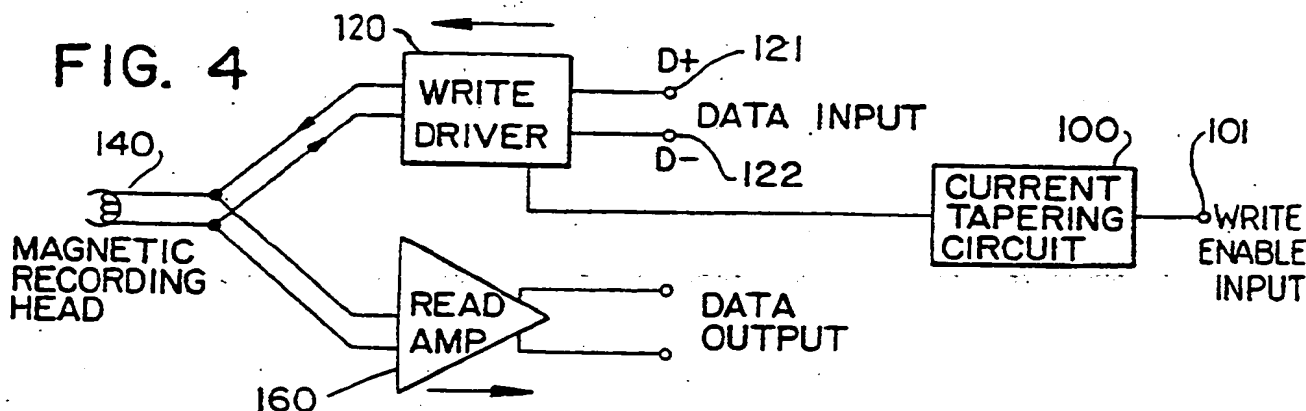 FIG. 4
120
WRITE
DRIVER
D+
121
DATA INPUT
D-
122
140
MAGNETIC
RECORDING
HEAD
100
101
CURRENT
TAPERING
CIRCUIT
WRITE
ENABLE
INPUT
READ
AMP
DATA
OUTPUT
160